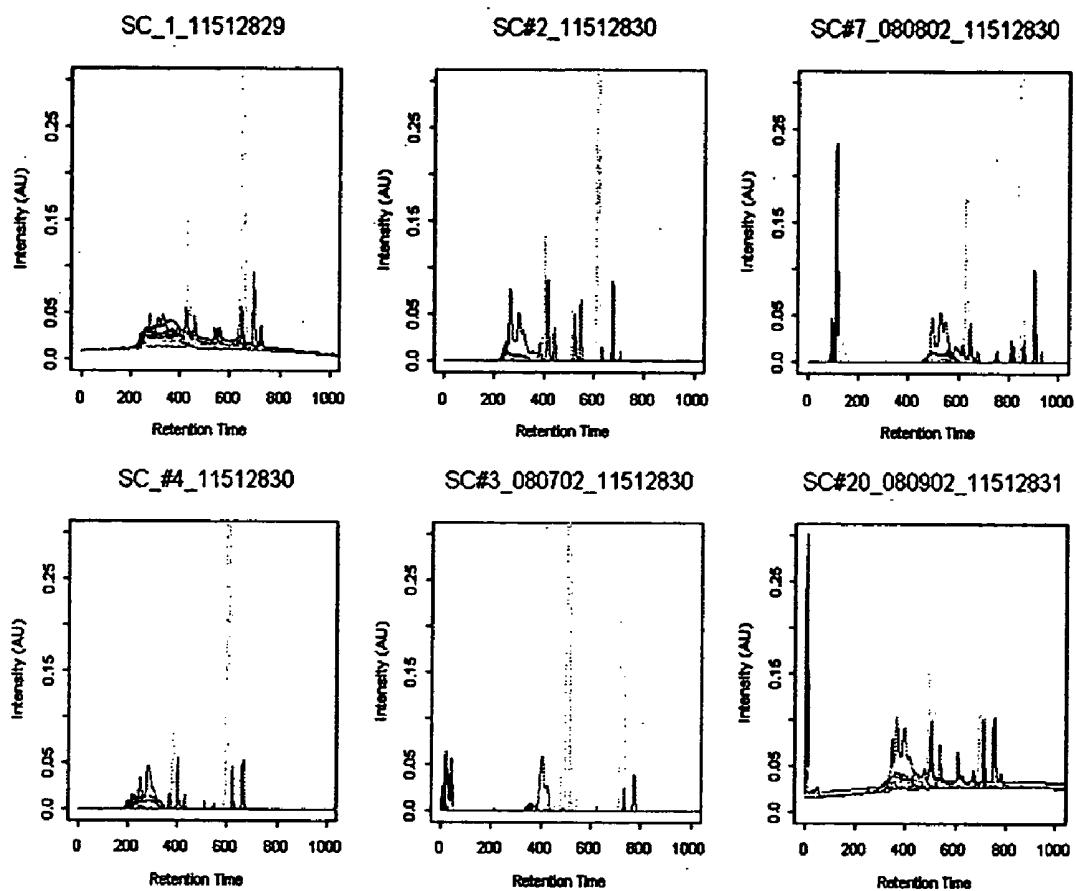 SC_1_11512829
SC#2_11512830
SC#7_080802_11512830
Intensity (AU)
0.0 0.05 0.15 0.25
0 200 400 600 800 1000
Retention Time
Intensity (AU)
0.0 0.05 0.15 0.25
0 200 400 600 800 1000
Retention Time
Intensity (AU)
0.0 0.05 0.15 0.25
0 200 400 600 800 1000
Retention Time
SC_#4_11512830
SC#3_080702_11512830
SC#20_080902_11512831
Intensity (AU)
0.0 0.05 0.15 0.25
0 200 400 600 800 1000
Retention Time
Intensity (AU)
0.0 0.05 0.15 0.25
0 200 400 600 800 1000
Retention Time
Intensity (AU)
0.0 0.05 0.15 0.25
0 200 400 600 800 1000
Retention Time